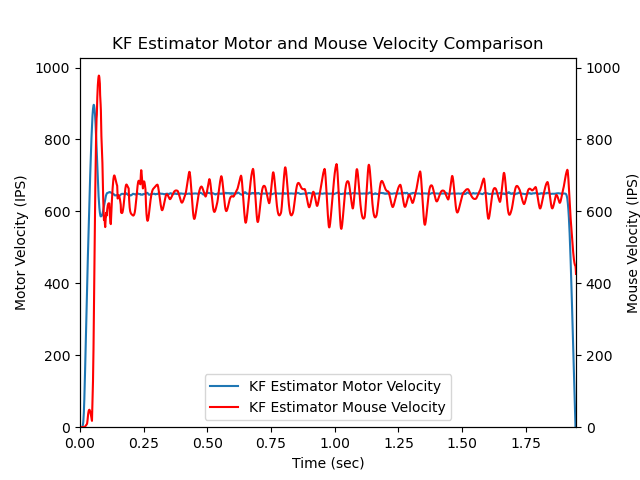 KF Estimator Motor and Mouse Velocity Comparison
1000
800
600
400
200
0
Motor Velocity (IPS)
1000
800
600
400
200
0
Mouse Velocity (IPS)
KF Estimator Motor Velocity
KF Estimator Mouse Velocity
0.00 0.25 0.50 0.75 1.00 1.25 1.50 1.75
Time (sec)